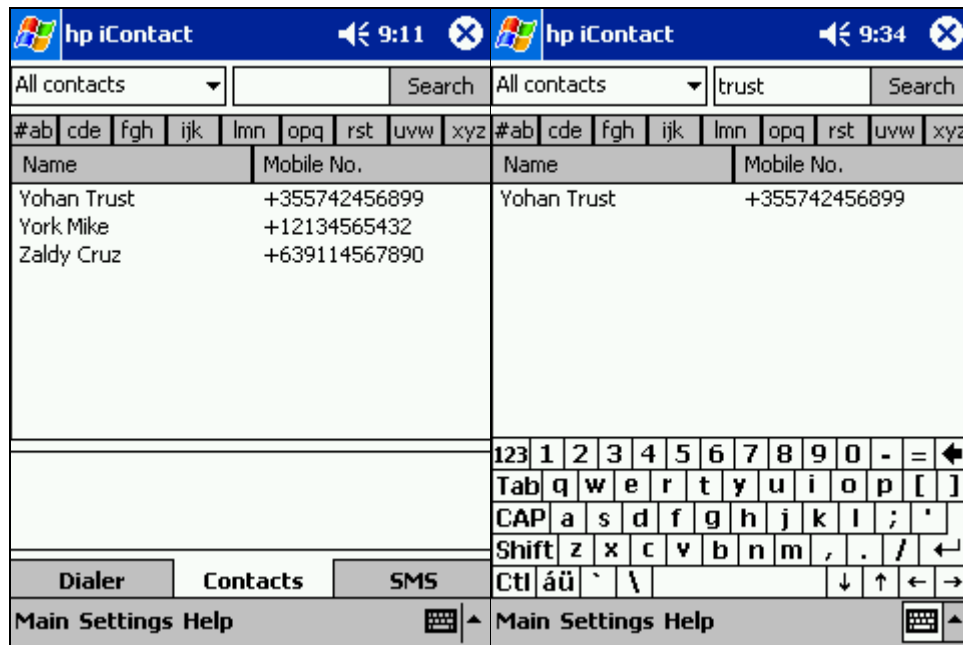 hp iContact 9:11
All contacts Search
#ab cde fgh ijk lmn opq rst uvw xyz
Name Mobile No.
Yohan Trust +355742456899
York Mike +12134565432
Zaldy Cruz +639114567890
Dialer Contacts SMS
Main Settings Help
hp iContact 9:34
All contacts trust Search
#ab cde fgh ijk lmn opq rst uvw xyz
Name Mobile No.
Yohan Trust +355742456899
123 1 2 3 4 5 6 7 8 9 0 - =
Tab q w e r t y u i o p [ ]
CAP a s d f g h j k l ; '
Shift z x c v b n m , . /
Ctl áü ` \ ↓ ↑ ← →
Main Settings Help